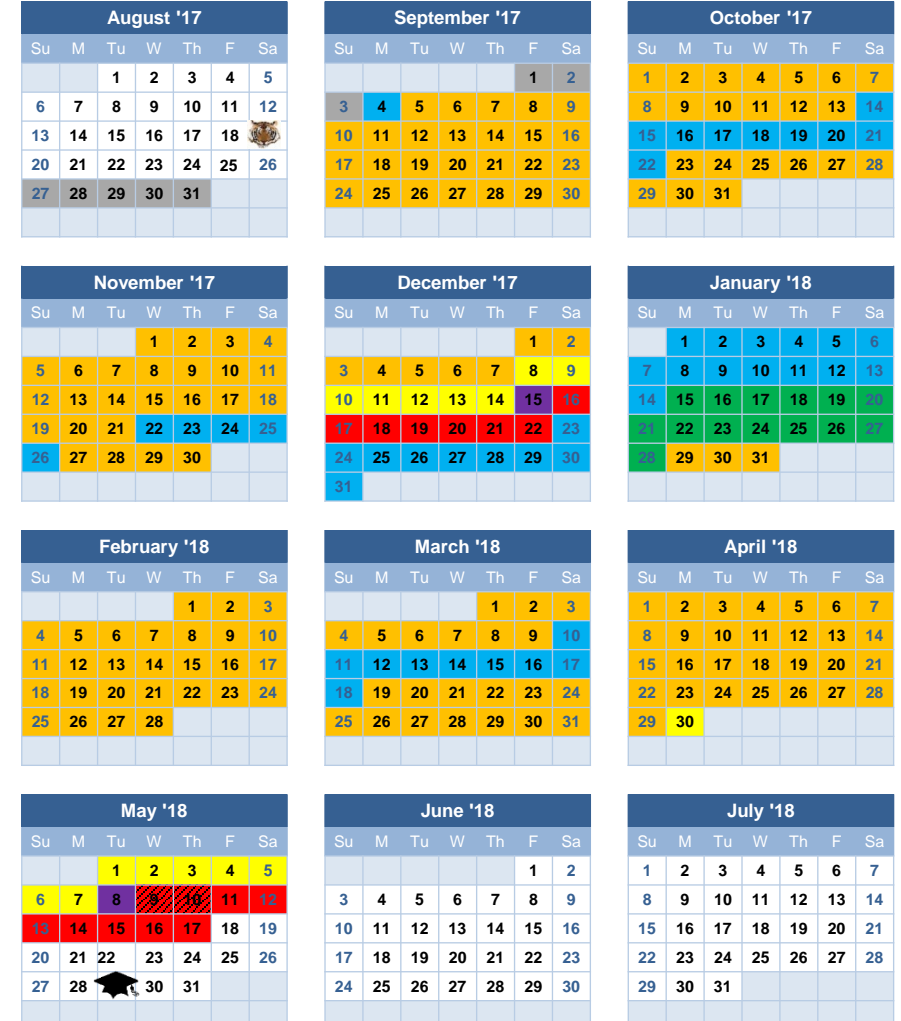 August '17
Su M Tu W Th F Sa
1 2 3 4 5
6 7 8 9 10 11 12
13 14 15 16 17 18
20 21 22 23 24 25 26
27 28 29 30 31
September '17
Su M Tu W Th F Sa
1 2
3 4 5 6 7 8 9
10 11 12 13 14 15 16
17 18 19 20 21 22 23
24 25 26 27 28 29 30
October '17
Su M Tu W Th F Sa
1 2 3 4 5 6 7
8 9 10 11 12 13 14
15 16 17 18 19 20 21
22 23 24 25 26 27 28
29 30 31
November '17
Su M Tu W Th F Sa
1 2 3 4
5 6 7 8 9 10 11
12 13 14 15 16 17 18
19 20 21 22 23 24 25
26 27 28 29 30
December '17
Su M Tu W Th F Sa
1 2
3 4 5 6 7 8 9
10 11 12 13 14 15 16
17 18 19 20 21 22 23
24 25 26 27 28 29 30
31
January '18
Su M Tu W Th F Sa
1 2 3 4 5 6
7 8 9 10 11 12 13
14 15 16 17 18 19 20
21 22 23 24 25 26 27
28 29 30 31
February '18
Su M Tu W Th F Sa
1 2 3
4 5 6 7 8 9 10
11 12 13 14 15 16 17
18 19 20 21 22 23 24
25 26 27 28
March '18
Su M Tu W Th F Sa
1 2 3
4 5 6 7 8 9 10
11 12 13 14 15 16 17
18 19 20 21 22 23 24
25 26 27 28 29 30 31
April '18
Su M Tu W Th F Sa
1 2 3 4 5 6 7
8 9 10 11 12 13 14
15 16 17 18 19 20 21
22 23 24 25 26 27 28
29 30
May '18
Su M Tu W Th F Sa
1 2 3 4 5
6 7 8 9 10 11 12
13 14 15 16 17 18 19
20 21 22 23 24 25 26
27 28 30 31
June '18
Su M Tu W Th F Sa
1 2
3 4 5 6 7 8 9
10 11 12 13 14 15 16
17 18 19 20 21 22 23
24 25 26 27 28 29 30
July '18
Su M Tu W Th F Sa
1 2 3 4 5 6 7
8 9 10 11 12 13 14
15 16 17 18 19 20 21
22 23 24 25 26 27 28
29 30 31